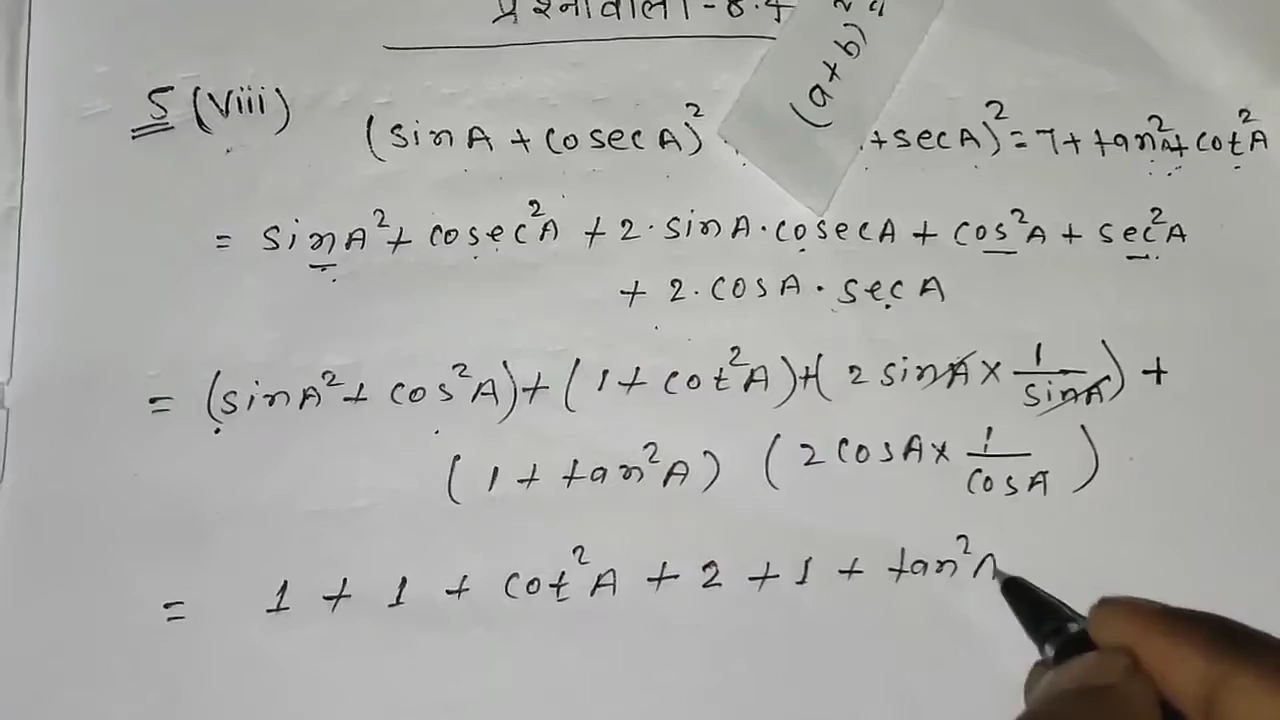 प्रश्नावली - 8.4
(a+b)²
5 (viii) (sinA + cosecA)² + secA)² = 7 + tan²A + cot²A
= sinA² + cosec²A + 2·sinA·cosecA + cos²A + sec²A
+ 2·cosA·secA
= (sinA² + cos²A) + (1 + cot²A) + (2 sinA × 1/sinA) +
(1 + tan²A) (2 cosA × 1/cosA)
= 1 + 1 + cot²A + 2 + 1 + tan²A